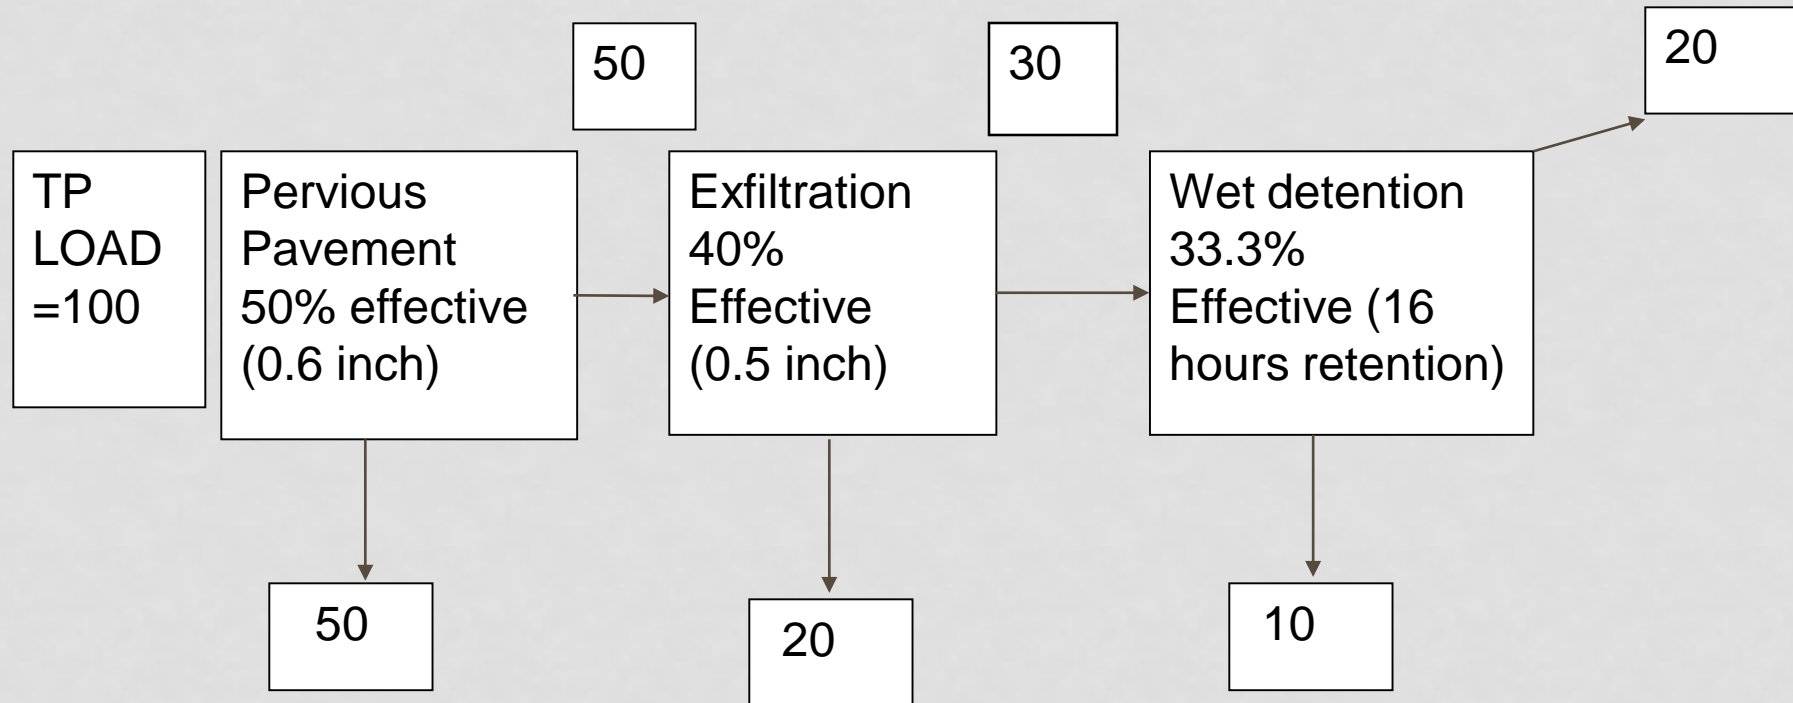 50
30
20
TP
LOAD
=100
Pervious
Pavement
50% effective
(0.6 inch)
Exfiltration
40%
Effective
(0.5 inch)
Wet detention
33.3%
Effective (16
hours retention)
50
20
10